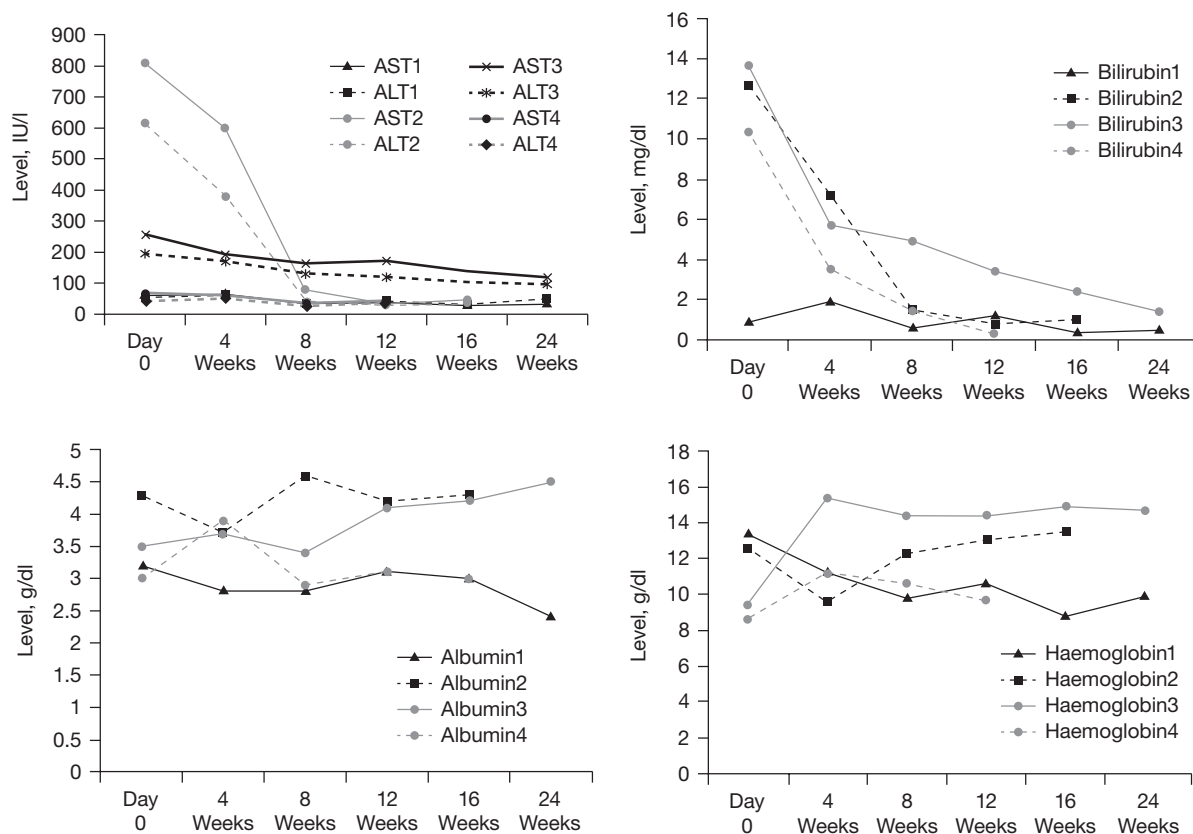 Level, IU/l
900
800
700
600
500
400
300
200
100
0
AST1
ALT1
AST2
ALT2
AST3
ALT3
AST4
ALT4
Day 0
4 Weeks
8 Weeks
12 Weeks
16 Weeks
24 Weeks
Level, mg/dl
16
14
12
10
8
6
4
2
0
Bilirubin1
Bilirubin2
Bilirubin3
Bilirubin4
Day 0
4 Weeks
8 Weeks
12 Weeks
16 Weeks
24 Weeks
Level, g/dl
5
4.5
4
3.5
3
2.5
2
1.5
1
0.5
0
Albumin1
Albumin2
Albumin3
Albumin4
Day 0
4 Weeks
8 Weeks
12 Weeks
16 Weeks
24 Weeks
Level, g/dl
18
16
14
12
10
8
6
4
2
0
Haemoglobin1
Haemoglobin2
Haemoglobin3
Haemoglobin4
Day 0
4 Weeks
8 Weeks
12 Weeks
16 Weeks
24 Weeks